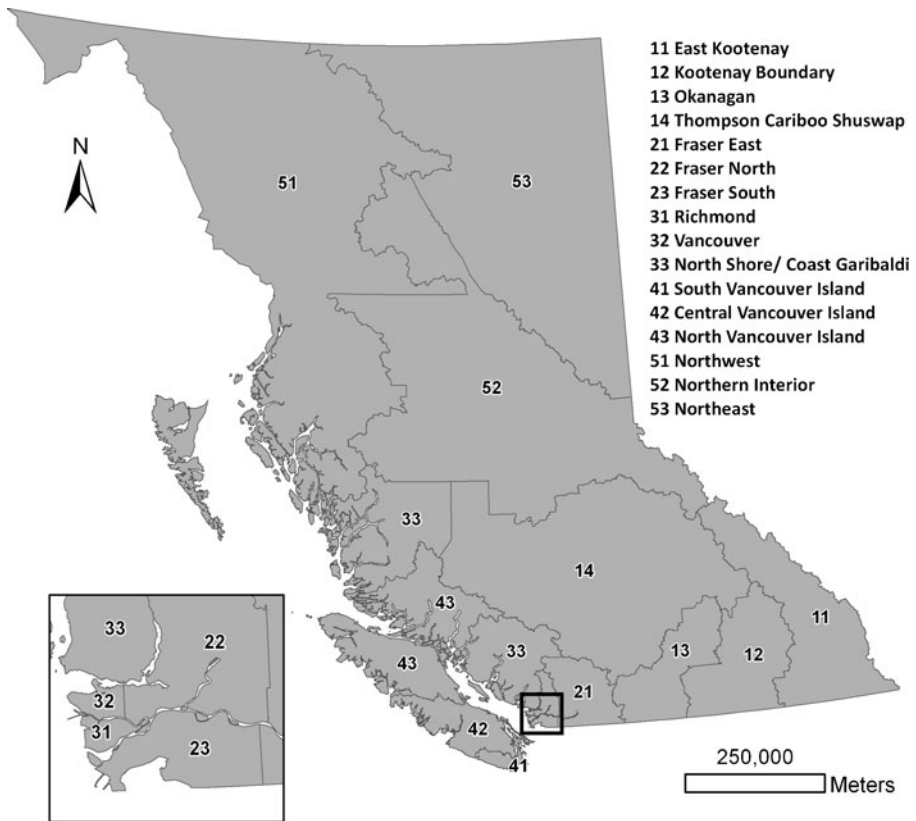 11 East Kootenay
12 Kootenay Boundary
13 Okanagan
14 Thompson Cariboo Shuswap
21 Fraser East
22 Fraser North
23 Fraser South
31 Richmond
32 Vancouver
33 North Shore/ Coast Garibaldi
41 South Vancouver Island
42 Central Vancouver Island
43 North Vancouver Island
51 Northwest
52 Northern Interior
53 Northeast
N
51
53
52
33
14
43
11
33
13
12
43
21
42
41
33
22
32
31
23
250,000
Meters